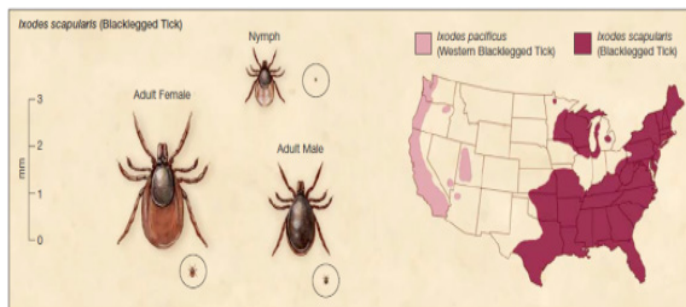 Ixodes scapularis (Blacklegged Tick)
Nymph
Adult Female
Adult Male
3
2
1
0
mm
Ixodes pacificus
(Western Blacklegged Tick)
Ixodes scapularis
(Blacklegged Tick)